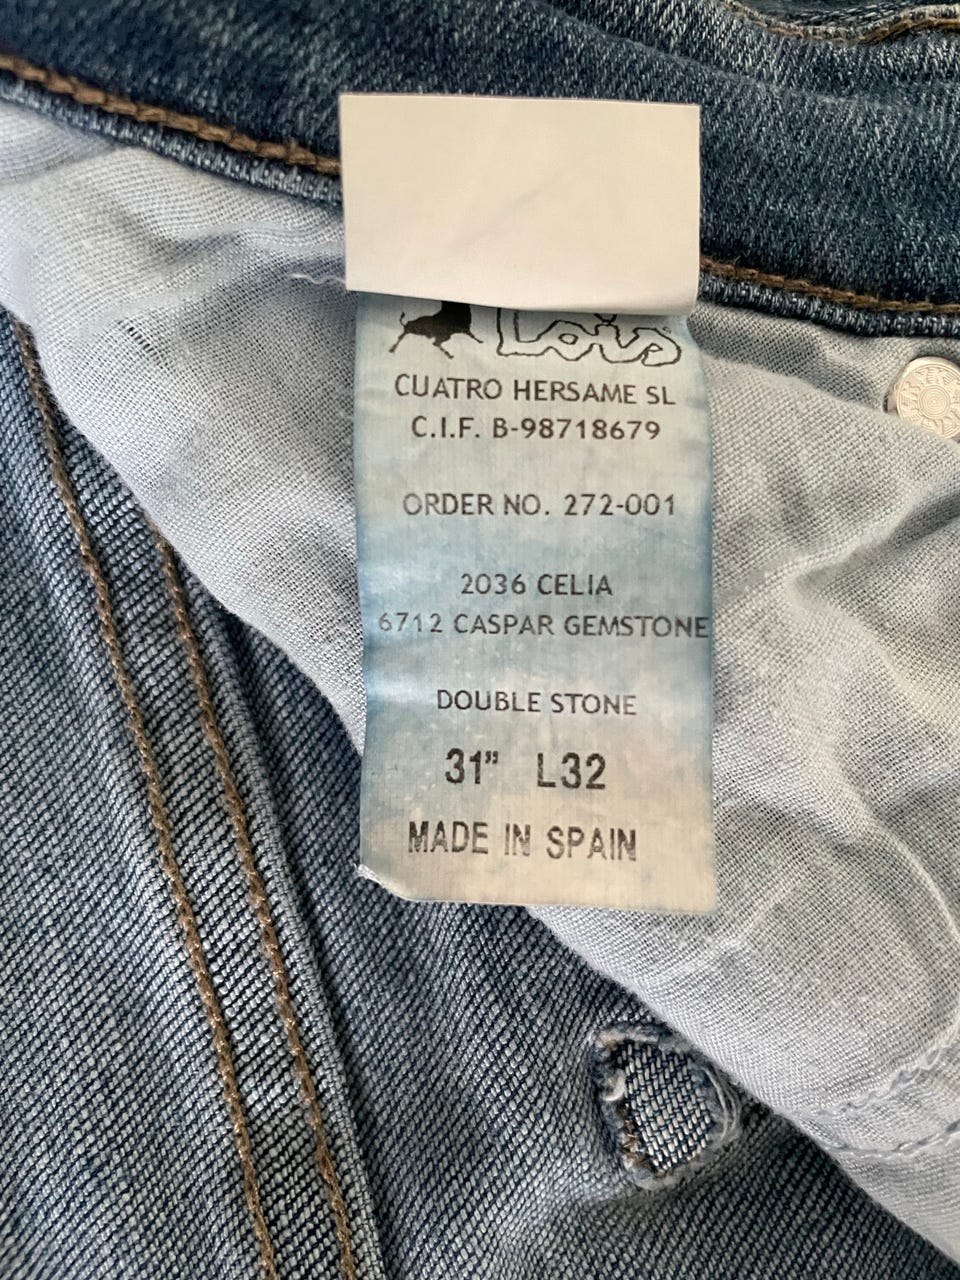 Lois
CUATRO HERSAME SL
C.I.F. B-98718679
ORDER NO. 272-001
2036 CELIA
6712 CASPAR GEMSTONE
DOUBLE STONE
31” L32
MADE IN SPAIN